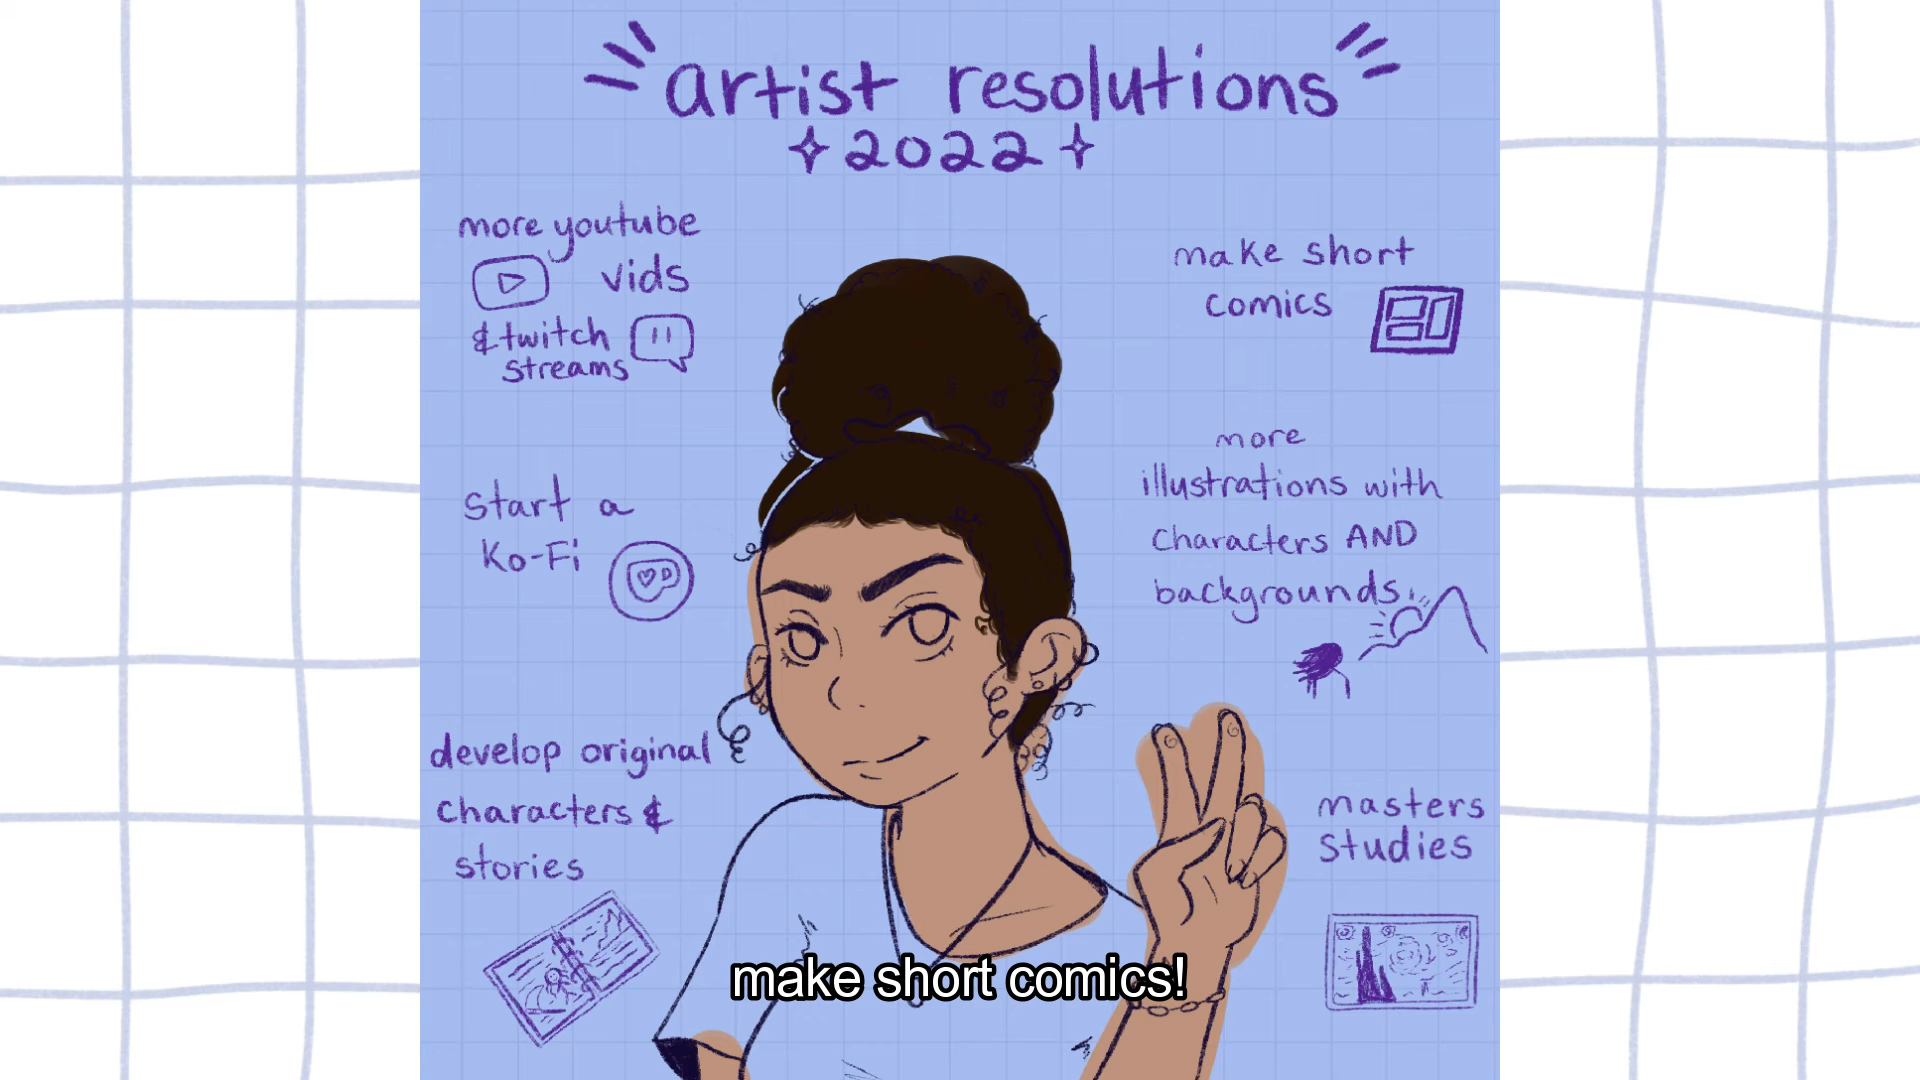 artist resolutions
2022
more youtube
vids
& twitch
streams
start a
Ko-Fi
develop original
characters &
stories
make short
comics
more
illustrations with
characters AND
backgrounds
masters
studies
make short comics!